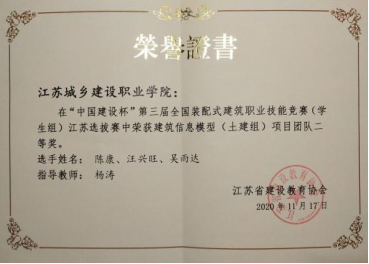 榮譽證書
江苏城乡建设职业学院：
在“中国建设杯”第三届全国装配式建筑职业技能竞赛（学
生组）江苏选拔赛中荣获建筑信息模型（土建组）项目团队二
等奖。
选手姓名：陈康、汪兴旺、吴雨达
指导教师：杨涛
江苏省建设教育协会
2020年11月17日